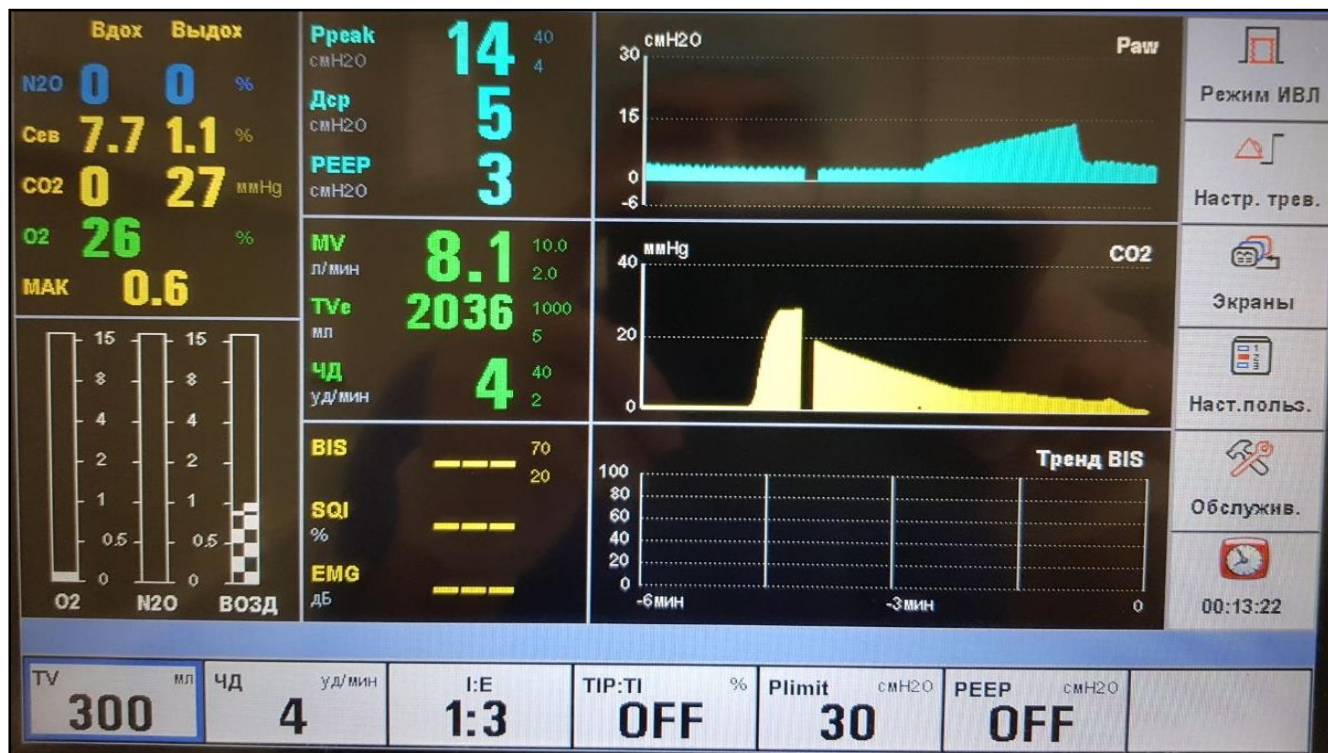 Вдох Выдох
N2O 0 0 %
Сев 7.7 1.1 %
CO2 0 27 ммHg
O2 26 %
МАК 0.6
15 15
8 8
4 4
2 2
1 1
0.5 0.5
0 0
O2 N2O ВОЗД
Ppeak 14 40
смH2O 4
Дср 5
смH2O
PEEP 3
смH2O
MV 8.1 10.0
л/мин 2.0
TVe 2036 1000
мл 5
ЧД 4 40
уд/мин 2
BIS --- 70
20
SQI ---
%
EMG ---
дБ
смH2O Paw
30
15
0
-6
ммHg CO2
40
20
0
Тренд BIS
100
80
60
40
20
0
-6мин -3мин 0
Режим ИВЛ
Настр. трев.
Экраны
1
2
3
Наст.польз.
Обслужив.
00:13:22
TV мл
300
ЧД уд/мин
4
I:E
1:3
TIP:TI %
OFF
Plimit смH2O
30
PEEP смH2O
OFF